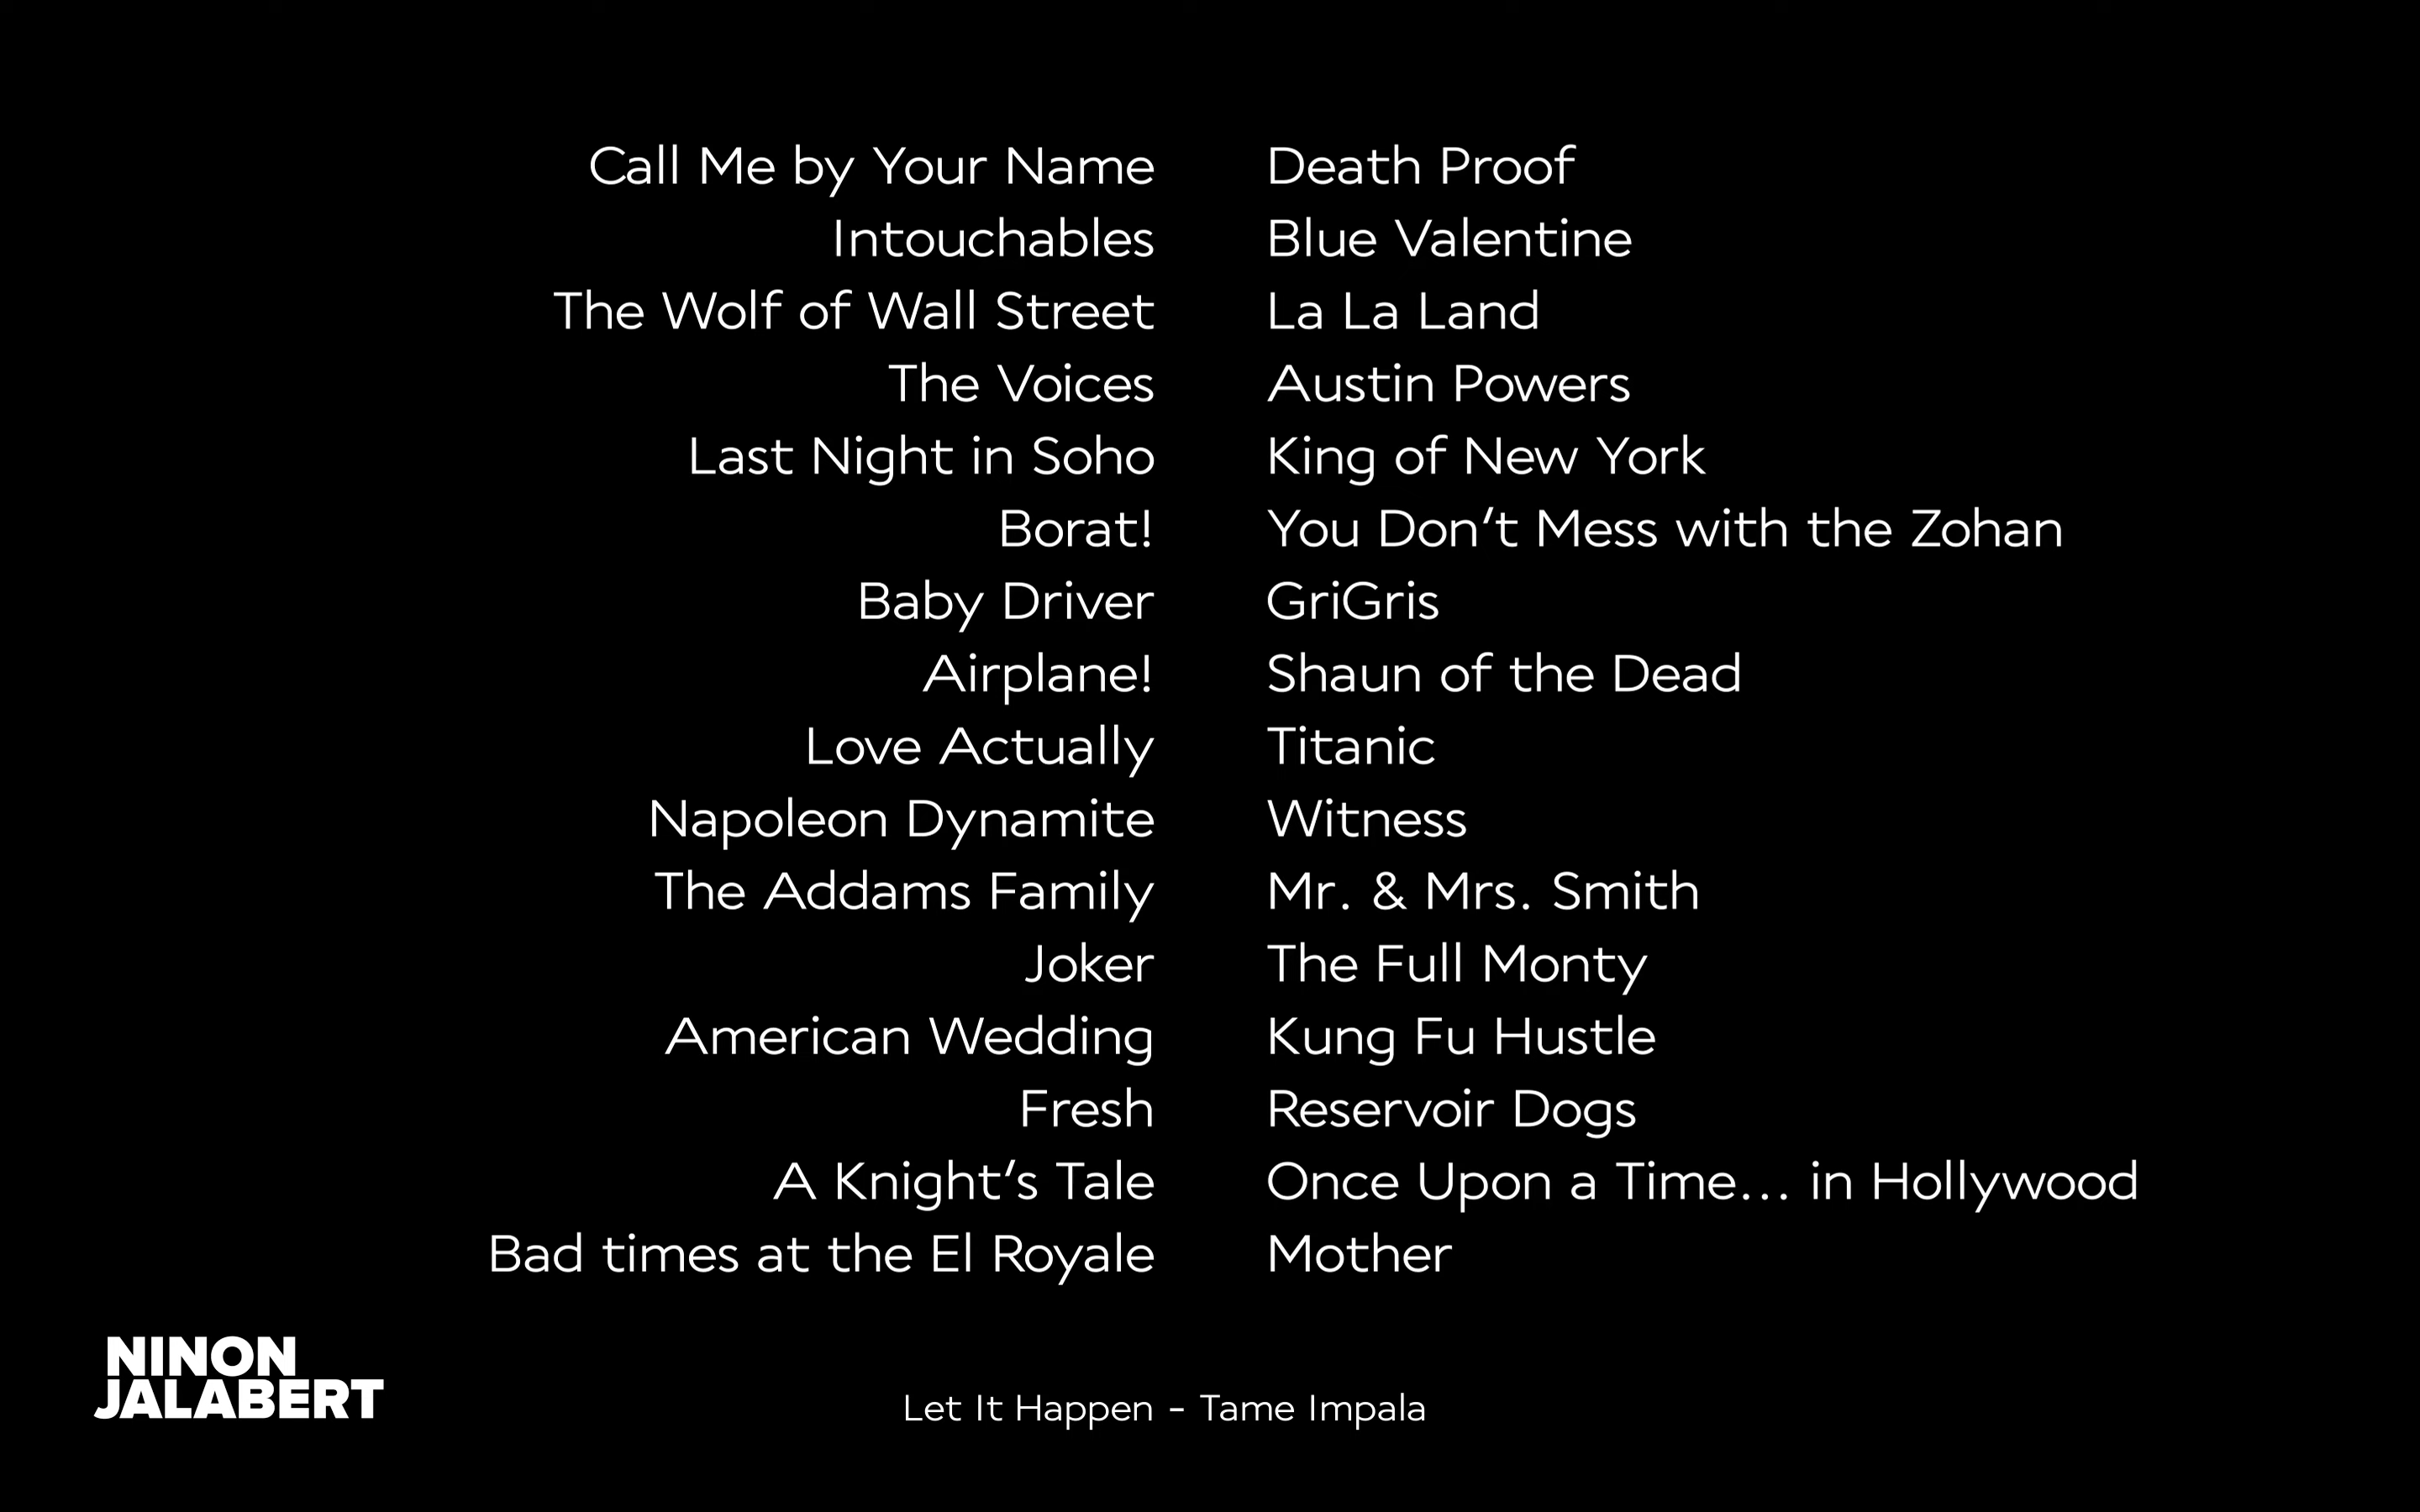 Call Me by Your Name
Intouchables
The Wolf of Wall Street
The Voices
Last Night in Soho
Borat!
Baby Driver
Airplane!
Love Actually
Napoleon Dynamite
The Addams Family
Joker
American Wedding
Fresh
A Knight's Tale
Bad times at the El Royale
Death Proof
Blue Valentine
La La Land
Austin Powers
King of New York
You Don't Mess with the Zohan
GriGris
Shaun of the Dead
Titanic
Witness
Mr. & Mrs. Smith
The Full Monty
Kung Fu Hustle
Reservoir Dogs
Once Upon a Time... in Hollywood
Mother
NINON
JALABERT
Let It Happen - Tame Impala